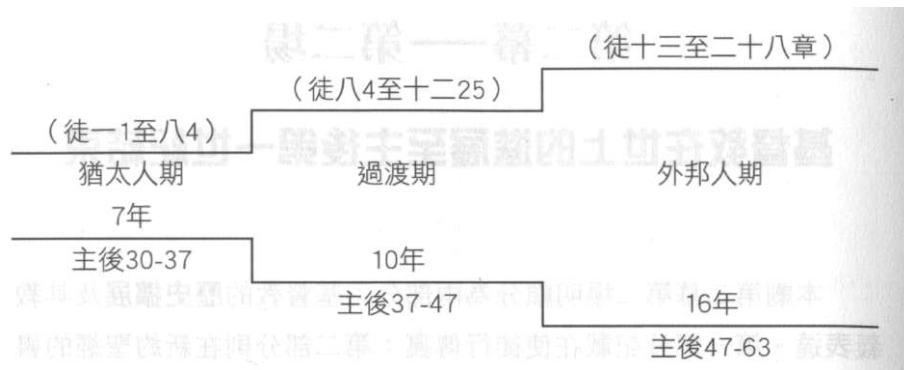 (徒十三至二十八章)
(徒八4至十二25)
(徒一1至八4)
猶太人期
過渡期
外邦人期
7年
主後30-37
10年
主後37-47
16年
主後47-63